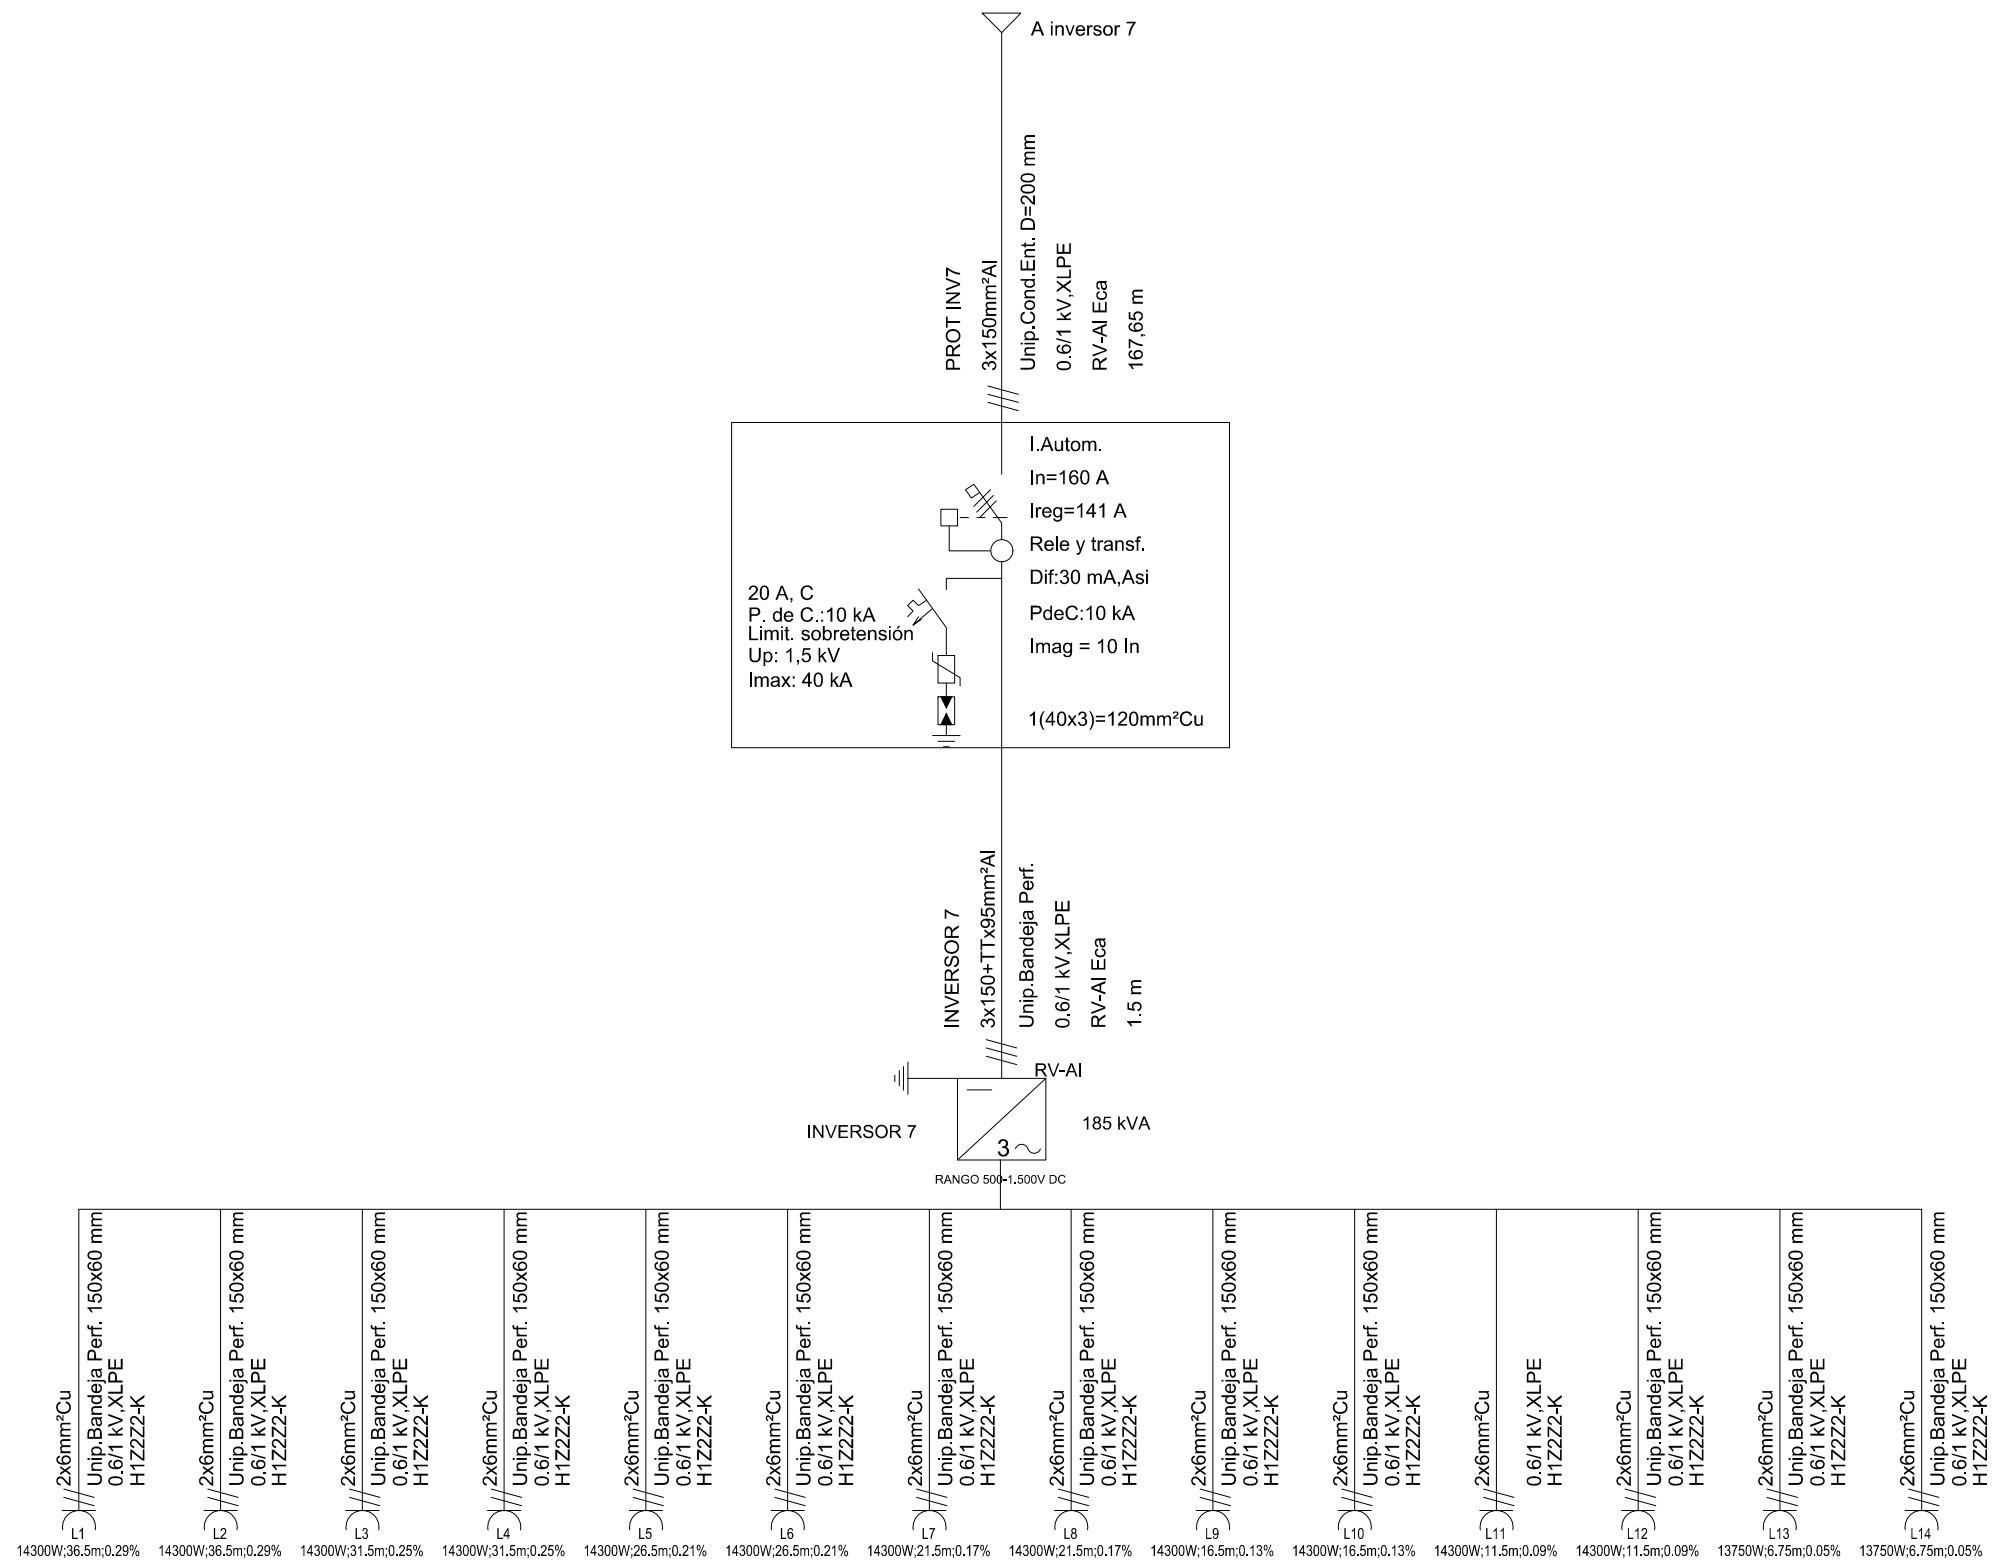 A inversor 7
PROT INV7
3x150mm²Al
Unip.Cond.Ent. D=200 mm
0.6/1 kV,XLPE
RV-Al Eca
167,65 m
I.Autom.
In=160 A
Ireg=141 A
Rele y transf.
Dif:30 mA,Asi
PdeC:10 kA
Imag = 10 In
1(40x3)=120mm²Cu
20 A, C
P. de C.:10 kA
Limit. sobretensión
Up: 1,5 kV
Imax: 40 kA
INVERSOR 7
3x150+TTx95mm²Al
Unip.Bandeja Perf.
0.6/1 kV,XLPE
RV-Al Eca
1.5 m
RV-Al
INVERSOR 7
185 kVA
3
RANGO 500-1.500V DC
2x6mm²Cu
Unip.Bandeja Perf. 150x60 mm
0.6/1 kV,XLPE
H1Z2Z2-K
L1
14300W;36.5m;0.29%
2x6mm²Cu
Unip.Bandeja Perf. 150x60 mm
0.6/1 kV,XLPE
H1Z2Z2-K
L2
14300W;36.5m;0.29%
2x6mm²Cu
Unip.Bandeja Perf. 150x60 mm
0.6/1 kV,XLPE
H1Z2Z2-K
L3
14300W;31.5m;0.25%
2x6mm²Cu
Unip.Bandeja Perf. 150x60 mm
0.6/1 kV,XLPE
H1Z2Z2-K
L4
14300W;31.5m;0.25%
2x6mm²Cu
Unip.Bandeja Perf. 150x60 mm
0.6/1 kV,XLPE
H1Z2Z2-K
L5
14300W;26.5m;0.21%
2x6mm²Cu
Unip.Bandeja Perf. 150x60 mm
0.6/1 kV,XLPE
H1Z2Z2-K
L6
14300W;26.5m;0.21%
2x6mm²Cu
Unip.Bandeja Perf. 150x60 mm
0.6/1 kV,XLPE
H1Z2Z2-K
L7
14300W;21.5m;0.17%
2x6mm²Cu
Unip.Bandeja Perf. 150x60 mm
0.6/1 kV,XLPE
H1Z2Z2-K
L8
14300W;21.5m;0.17%
2x6mm²Cu
Unip.Bandeja Perf. 150x60 mm
0.6/1 kV,XLPE
H1Z2Z2-K
L9
14300W;16.5m;0.13%
2x6mm²Cu
Unip.Bandeja Perf. 150x60 mm
0.6/1 kV,XLPE
H1Z2Z2-K
L10
14300W;16.5m;0.13%
2x6mm²Cu
0.6/1 kV,XLPE
H1Z2Z2-K
L11
14300W;11.5m;0.09%
2x6mm²Cu
Unip.Bandeja Perf. 150x60 mm
0.6/1 kV,XLPE
H1Z2Z2-K
L12
14300W;11.5m;0.09%
2x6mm²Cu
Unip.Bandeja Perf. 150x60 mm
0.6/1 kV,XLPE
H1Z2Z2-K
L13
13750W;6.75m;0.05%
2x6mm²Cu
Unip.Bandeja Perf. 150x60 mm
0.6/1 kV,XLPE
H1Z2Z2-K
L14
13750W;6.75m;0.05%